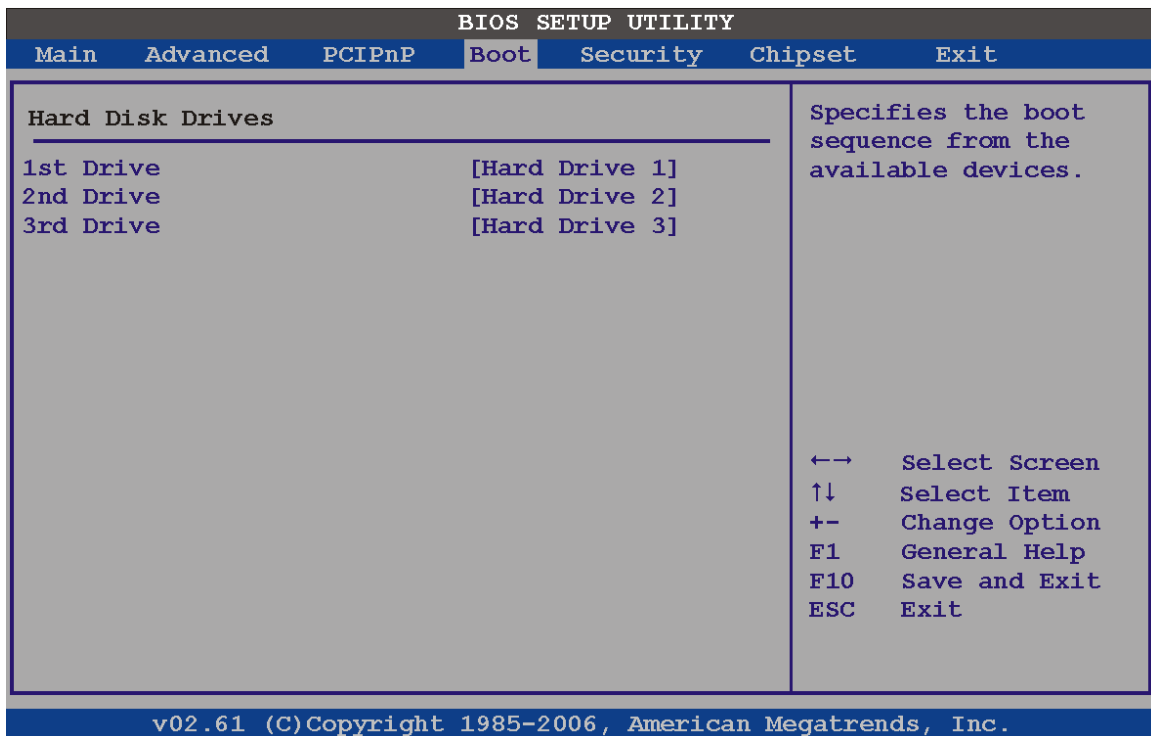 BIOS SETUP UTILITY
Main Advanced PCIPnP Boot Security Chipset Exit
Hard Disk Drives
1st Drive [Hard Drive 1]
2nd Drive [Hard Drive 2]
3rd Drive [Hard Drive 3]
Specifies the boot
sequence from the
available devices.
←→ Select Screen
↑↓ Select Item
+- Change Option
F1 General Help
F10 Save and Exit
ESC Exit
v02.61 (C)Copyright 1985-2006, American Megatrends, Inc.